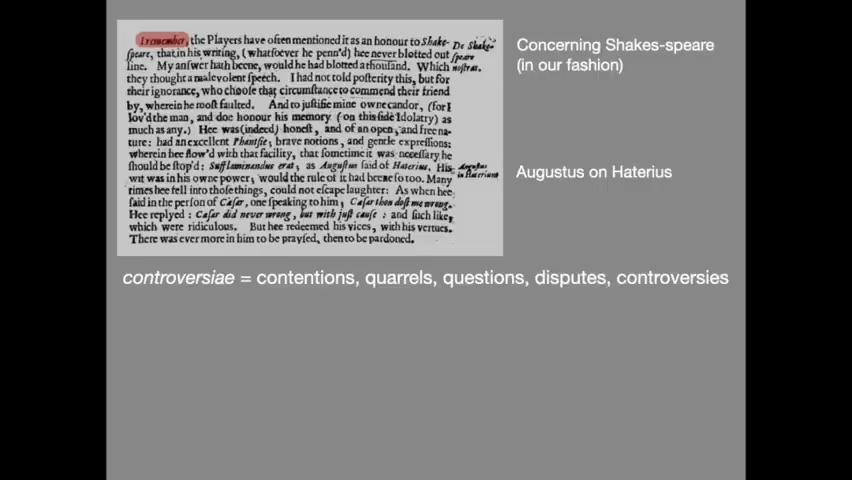 I remember, the Players have often mentioned it as an honour to Shake-
speare, that in his writing, (whatsoever he penn'd) hee never blotted out
line. My answer hath beene, would he had blotted a thousand. Which
they thought a malevolent speech. I had not told posterity this, but for
their ignorance, who choose that circumstance to commend their friend
by, wherein he most faulted. And to justifie mine owne candor, (for I
lov'd the man, and doe honour his memory (on this side Idolatry) as
much as any.) Hee was (indeed) honest, and of an open, and free na-
ture: had an excellent Phantsie; brave notions, and gentle expressions:
wherein hee flow'd with that facility, that sometime it was necessary he
should be stop'd: Sufflaminandus erat; as Augustus said of Haterius. His
wit was in his owne power; would the rule of it had beene so too. Many
times hee fell into those things, could not escape laughter: As when hee
said in the person of Cæsar, one speaking to him; Cæsar thou dost me wrong.
Hee replyed: Cæsar did never wrong, but with just cause: and such like,
which were ridiculous. But hee redeemed his vices, with his vertues.
There was ever more in him to be praysed, then to be pardoned.
De Shake-
speare
nostrat.
Augustus
in Haterium
Concerning Shakes-speare
(in our fashion)
Augustus on Haterius
controversiae = contentions, quarrels, questions, disputes, controversies